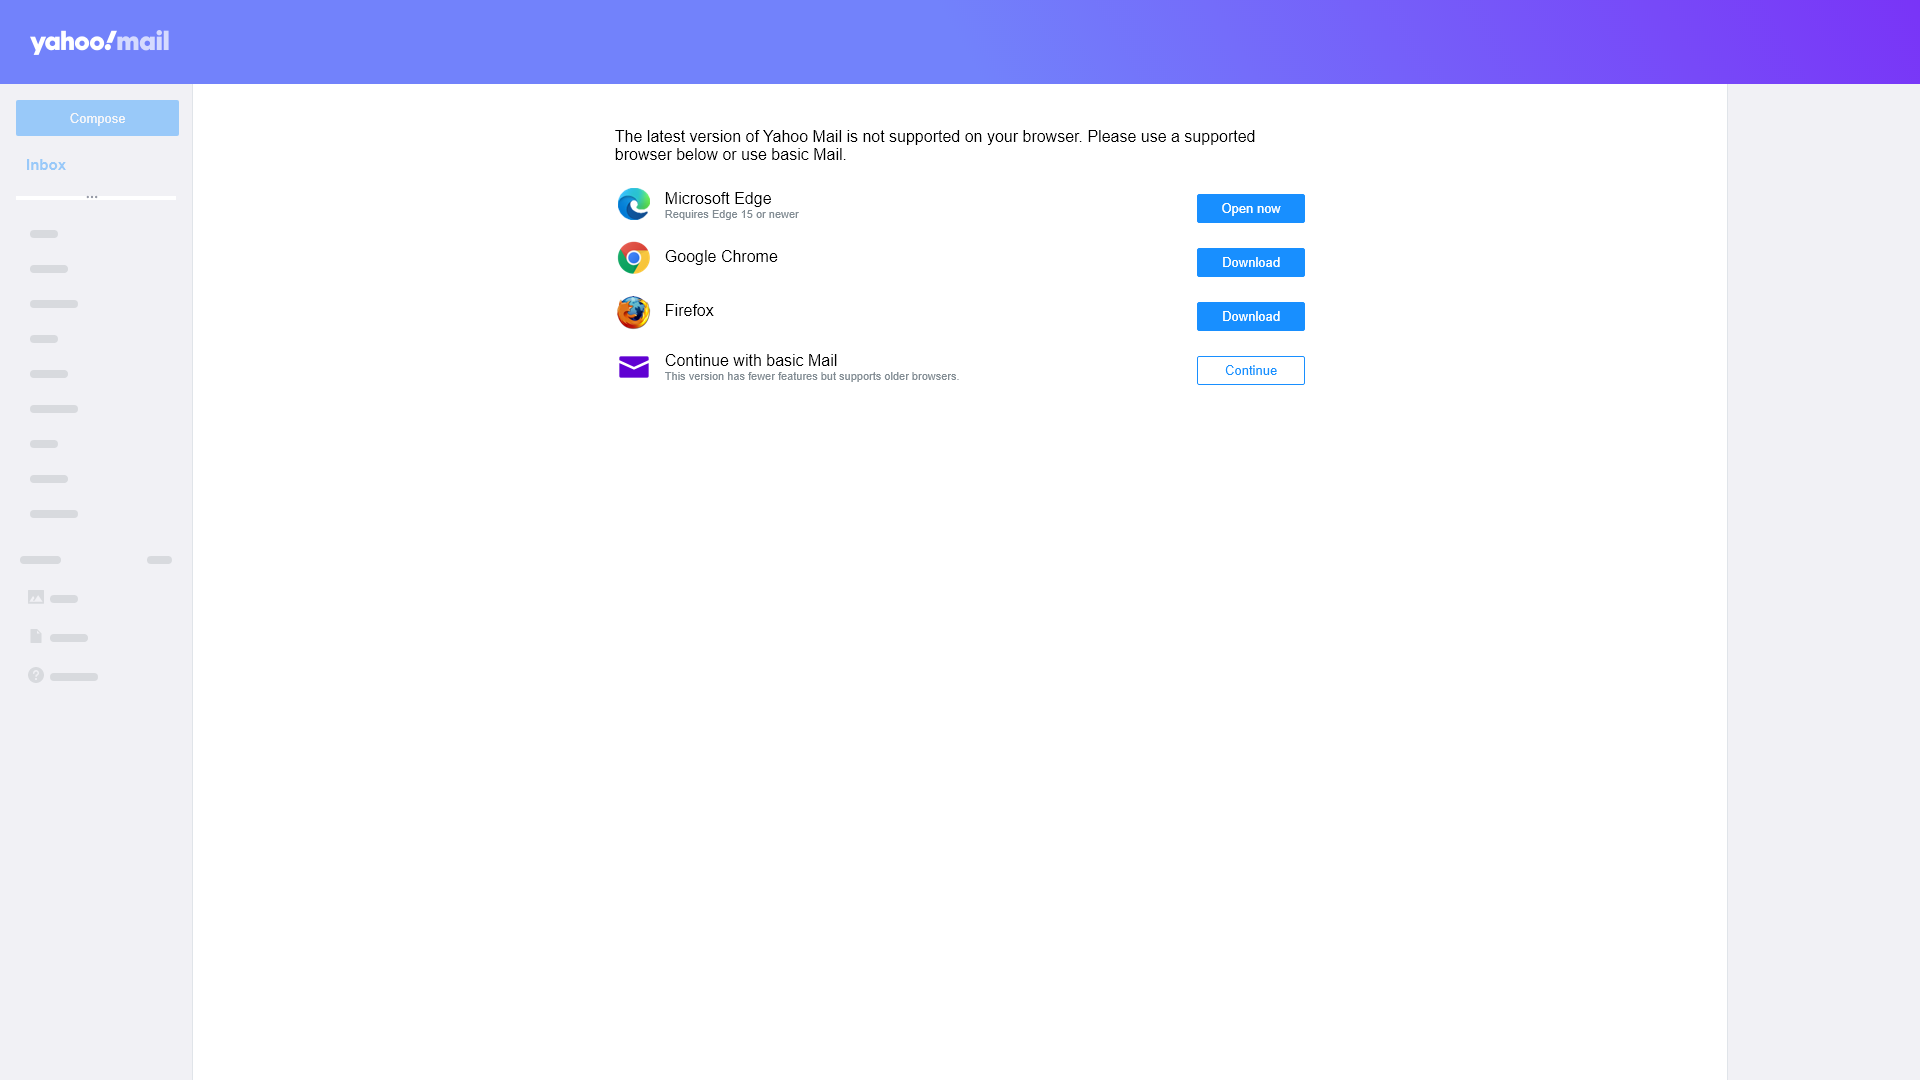 yahoo!mail
Compose
Inbox
...
The latest version of Yahoo Mail is not supported on your browser. Please use a supported
browser below or use basic Mail.
Microsoft Edge
Requires Edge 15 or newer
Open now
Google Chrome
Download
Firefox
Download
Continue with basic Mail
This version has fewer features but supports older browsers.
Continue